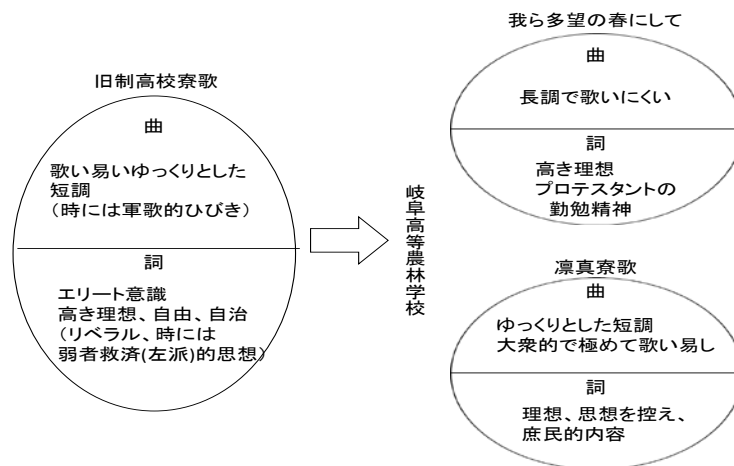 旧制高校寮歌
曲
歌い易いゆっくりとした
短調
(時には軍歌的ひびき)
詞
エリート意識
高き理想、自由、自治
(リベラル、時には
弱者救済(左派)的思想)
岐阜高等農林学校
我ら多望の春にして
曲
長調で歌いにくい
詞
高き理想
プロテスタントの
勤勉精神
凛真寮歌
曲
ゆっくりとした短調
大衆的で極めて歌い易し
詞
理想、思想を控え、
庶民的内容